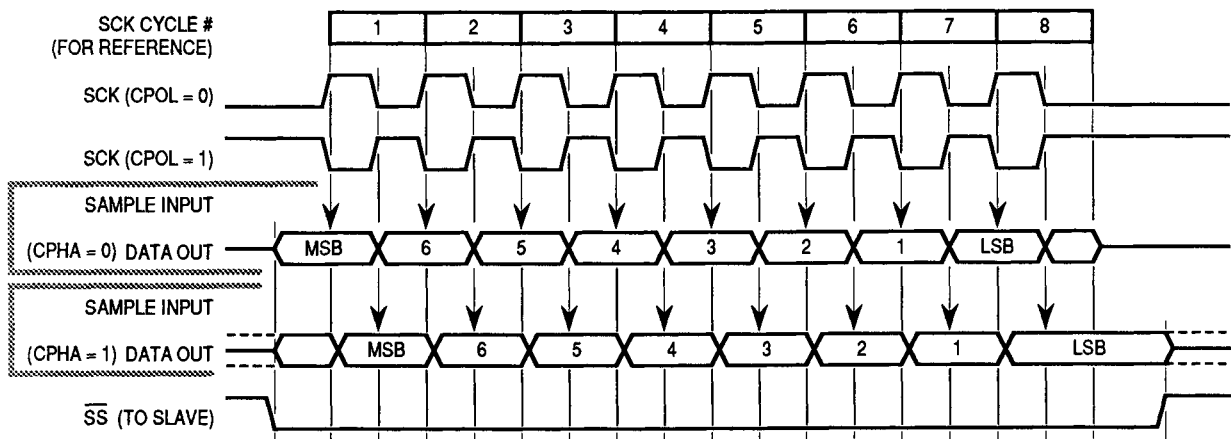 SCK CYCLE # 1 2 3 4 5 6 7 8
(FOR REFERENCE)
SCK (CPOL = 0)
SCK (CPOL = 1)
SAMPLE INPUT
(CPHA = 0) DATA OUT MSB 6 5 4 3 2 1 LSB
SAMPLE INPUT
(CPHA = 1) DATA OUT MSB 6 5 4 3 2 1 LSB
SS (TO SLAVE)